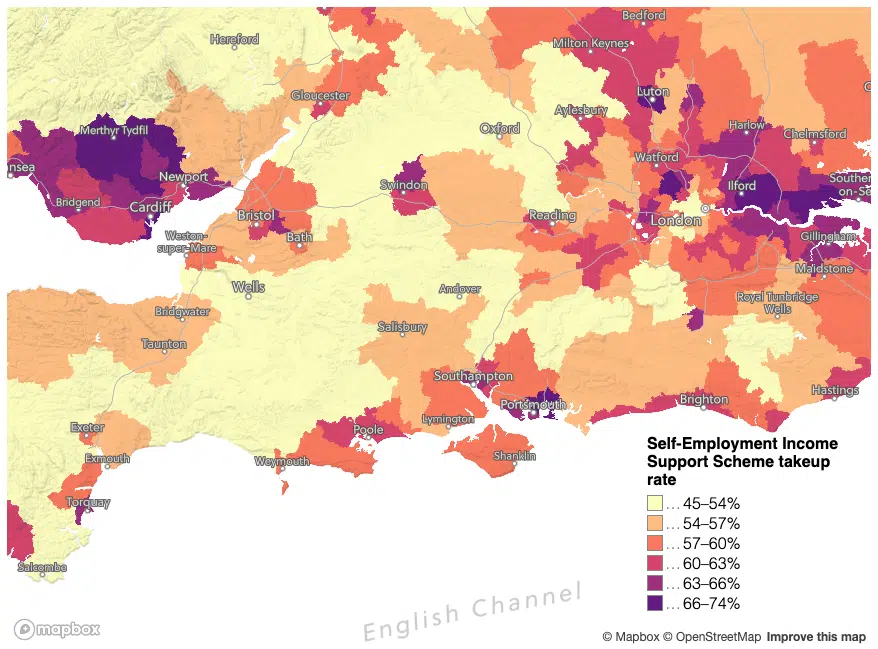 Bedford
Hereford
Milton Keynes
Luton
Gloucester
Aylesbury
Merthyr Tydfil
Oxford
Harlow
Chelmsford
Watford
nsea
Newport
Swindon
Ilford
Southen
on-Se
Bridgend
Cardiff
Bristol
Reading
London
Weston-
super-Mare
Bath
Gillingham
Maidstone
Wells
Andover
Royal Tunbridge
Wells
Bridgwater
Salisbury
Taunton
Southampton
Hastings
Portsmouth
Brighton
Lymington
Exeter
Poole
Exmouth
Weymouth
Shanklin
Torquay
Salcombe
Self-Employment Income
Support Scheme takeup
rate
... 45–54%
... 54–57%
... 57–60%
... 60–63%
... 63–66%
... 66–74%
English Channel
mapbox
© Mapbox © OpenStreetMap Improve this map